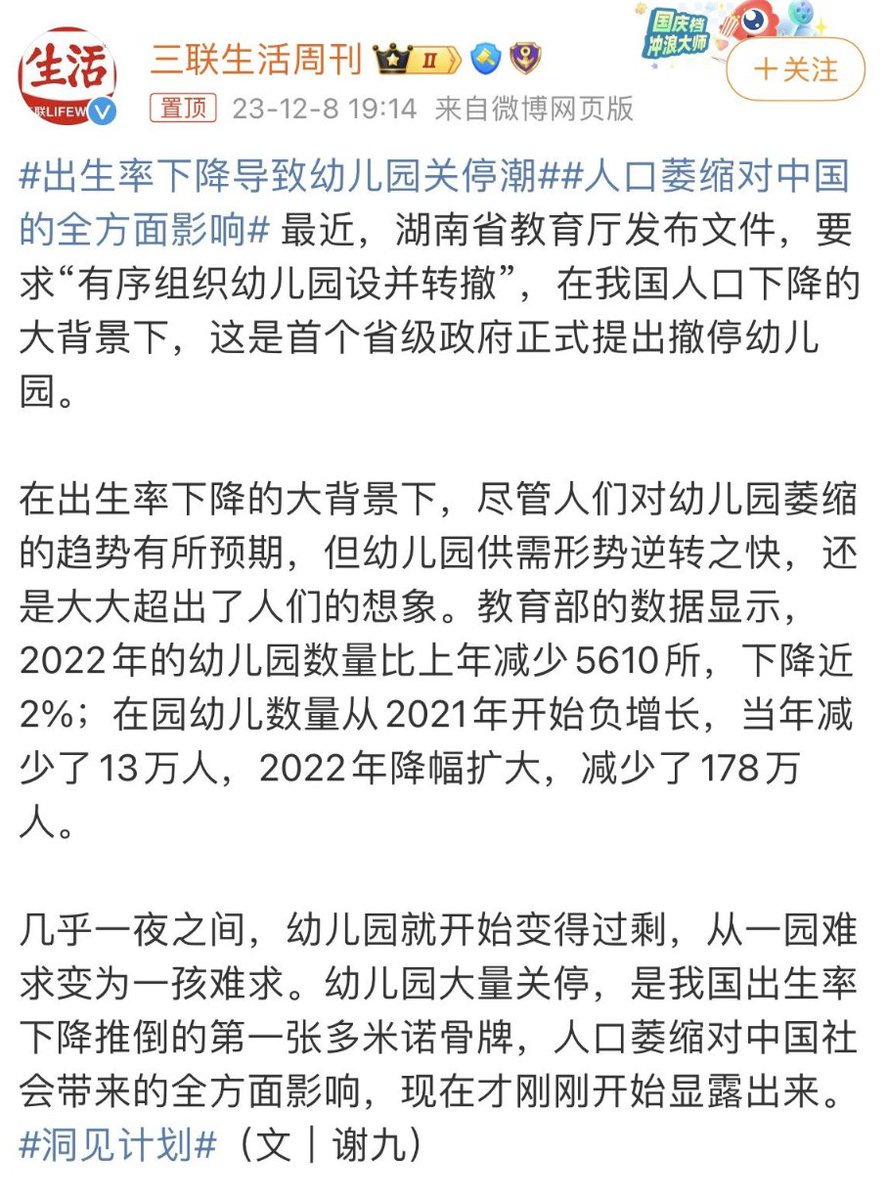 生活
三联LIFEW
三联生活周刊
II
国庆档
冲浪大师
+关注
置顶 23-12-8 19:14 来自微博网页版
#出生率下降导致幼儿园关停潮##人口萎缩对中国
的全方面影响# 最近，湖南省教育厅发布文件，要
求“有序组织幼儿园设并转撤”，在我国人口下降的
大背景下，这是首个省级政府正式提出撤停幼儿
园。
在出生率下降的大背景下，尽管人们对幼儿园萎缩
的趋势有所预期，但幼儿园供需形势逆转之快，还
是大大超出了人们的想象。教育部的数据显示，
2022年的幼儿园数量比上年减少5610所，下降近
2%；在园幼儿数量从2021年开始负增长，当年减
少了13万人，2022年降幅扩大，减少了178万
人。
几乎一夜之间，幼儿园就开始变得过剩，从一园难
求变为一孩难求。幼儿园大量关停，是我国出生率
下降推倒的第一张多米诺骨牌，人口萎缩对中国社
会带来的全方面影响，现在才刚刚开始显露出来。
#洞见计划#（文｜谢九）